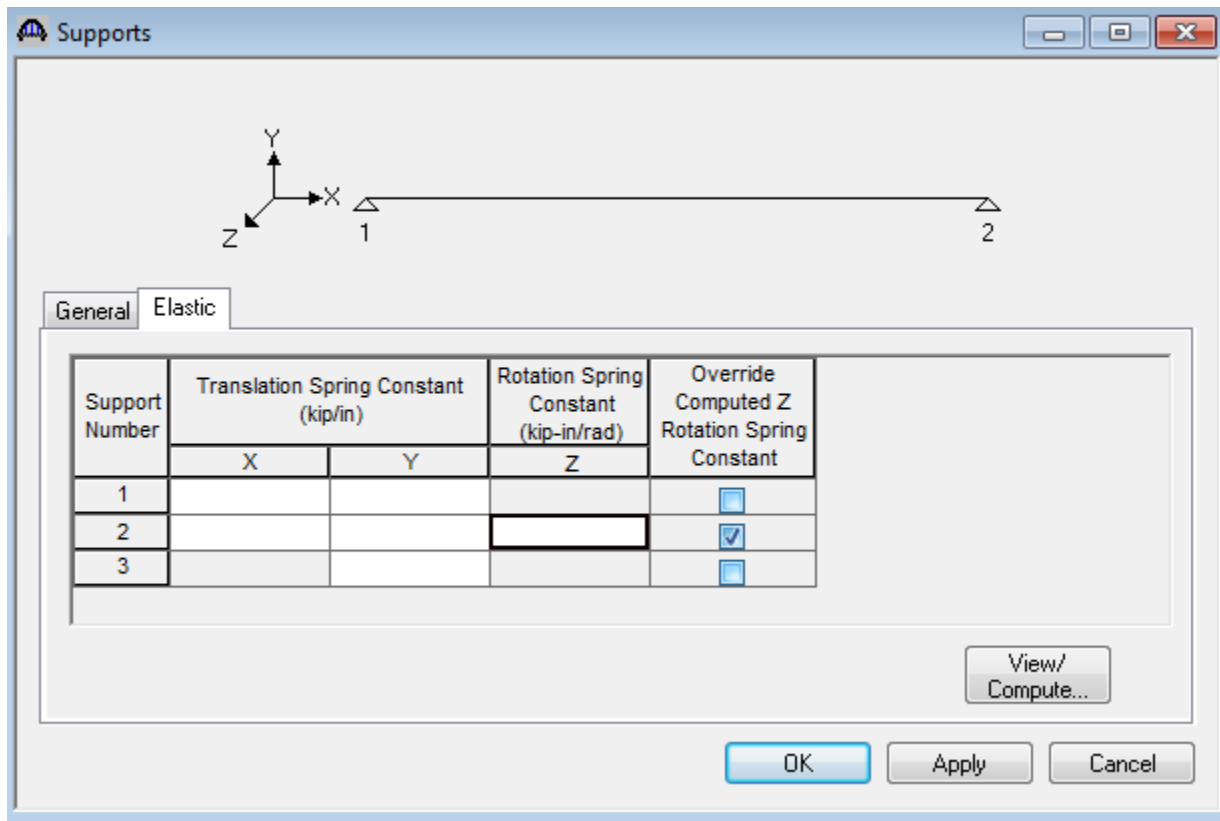 Supports
Y
X
Z
1
2
General
Elastic
Support
Number
Translation Spring Constant
(kip/in)
Rotation Spring
Constant
(kip-in/rad)
Override
Computed Z
Rotation Spring
Constant
X
Y
Z
1
2
3
View/
Compute...
OK
Apply
Cancel